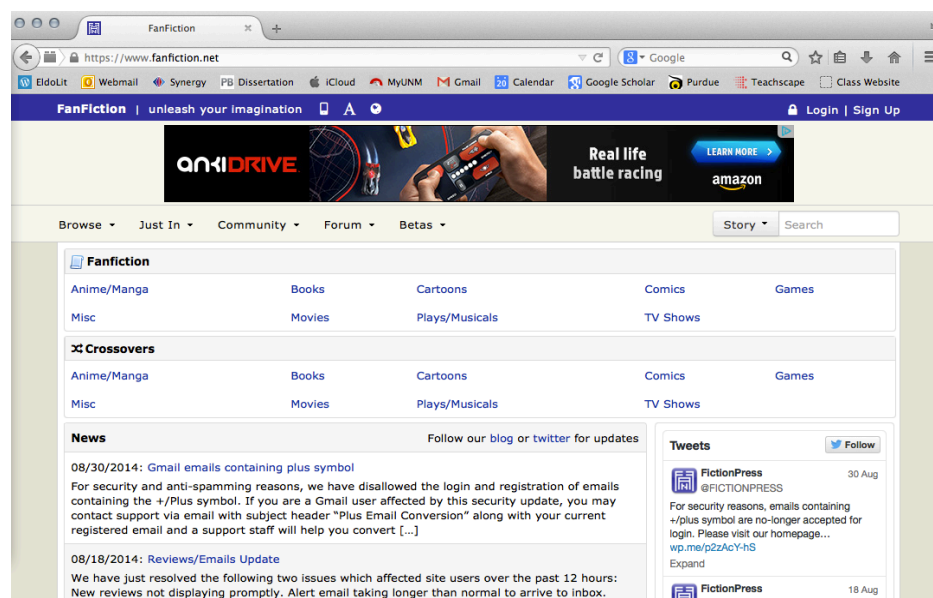 FanFiction
https://www.fanfiction.net
Google
EldoLit Webmail Synergy PB Dissertation iCloud MyUNM Gmail 20 Calendar Google Scholar Purdue Teachscape Class Website
FanFiction | unleash your imagination A Login | Sign Up
ANKIDRIVE
Real life
battle racing
LEARN MORE >
amazon
Browse Just In Community Forum Betas Story Search
Fanfiction
Anime/Manga Books Cartoons Comics Games
Misc Movies Plays/Musicals TV Shows
Crossovers
Anime/Manga Books Cartoons Comics Games
Misc Movies Plays/Musicals TV Shows
News Follow our blog or twitter for updates
08/30/2014: Gmail emails containing plus symbol
For security and anti-spamming reasons, we have disallowed the login and registration of emails
containing the +/Plus symbol. If you are a Gmail user affected by this security update, you may
contact support via email with subject header "Plus Email Conversion" along with your current
registered email and a support staff will help you convert [...]
08/18/2014: Reviews/Emails Update
We have just resolved the following two issues which affected site users over the past 12 hours:
New reviews not displaying promptly. Alert email taking longer than normal to arrive to inbox.
Tweets Follow
FictionPress 30 Aug
@FICTIONPRESS
For security reasons, emails containing
+/plus symbol are no-longer accepted for
login. Please visit our homepage...
wp.me/p2zAcY-hS
Expand
FictionPress 18 Aug